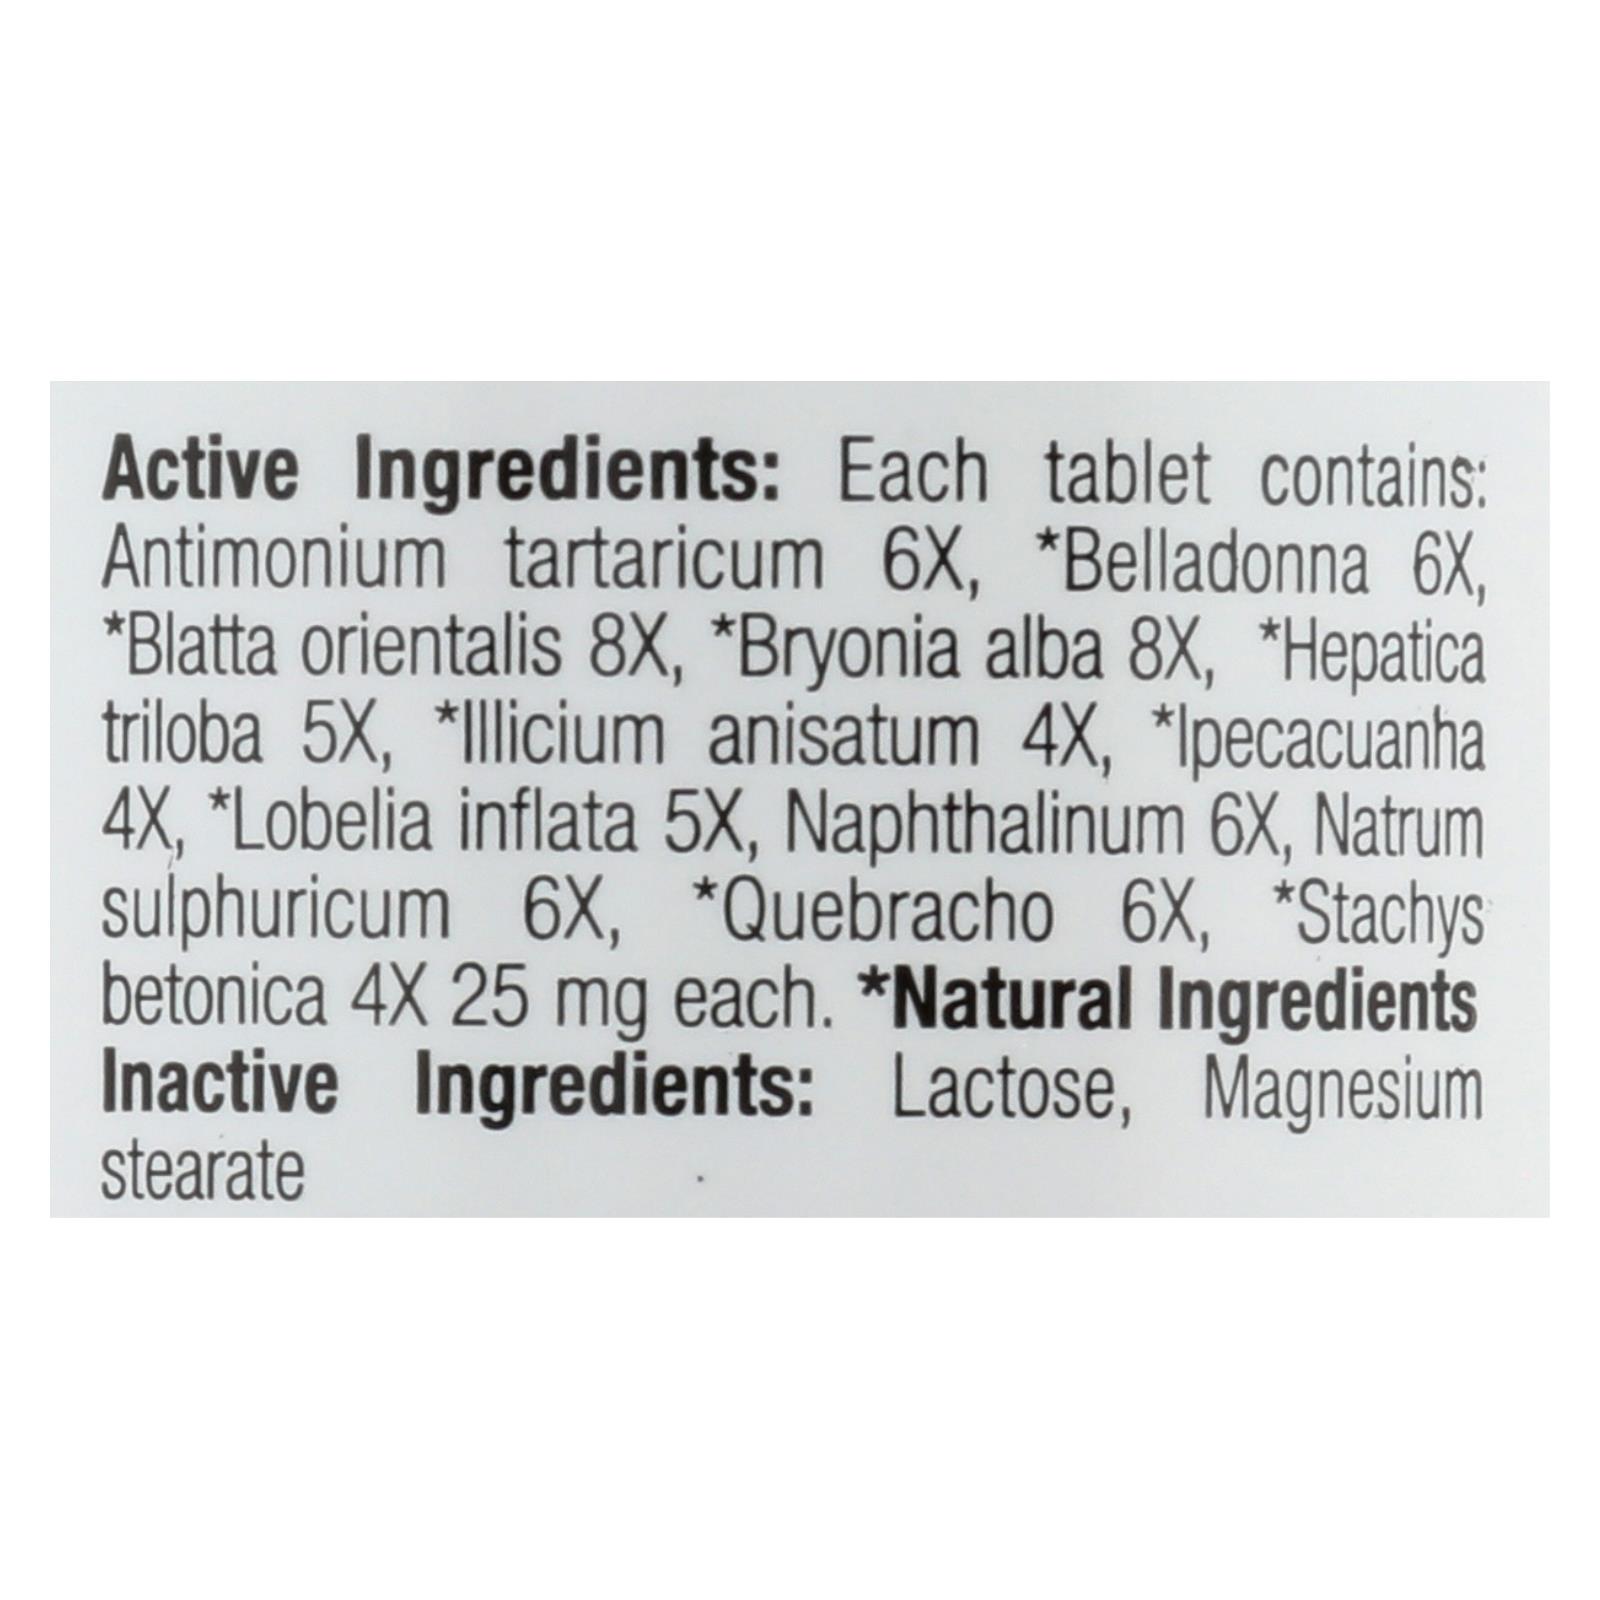 Active Ingredients: Each tablet contains:
Antimonium tartaricum 6X, *Belladonna 6X,
*Blatta orientalis 8X, *Bryonia alba 8X, *Hepatica
triloba 5X, *Illicium anisatum 4X, *Ipecacuanha
4X, *Lobelia inflata 5X, Naphthalinum 6X, Natrum
sulphuricum 6X, *Quebracho 6X, *Stachys
betonica 4X 25 mg each. *Natural Ingredients
Inactive Ingredients: Lactose, Magnesium
stearate